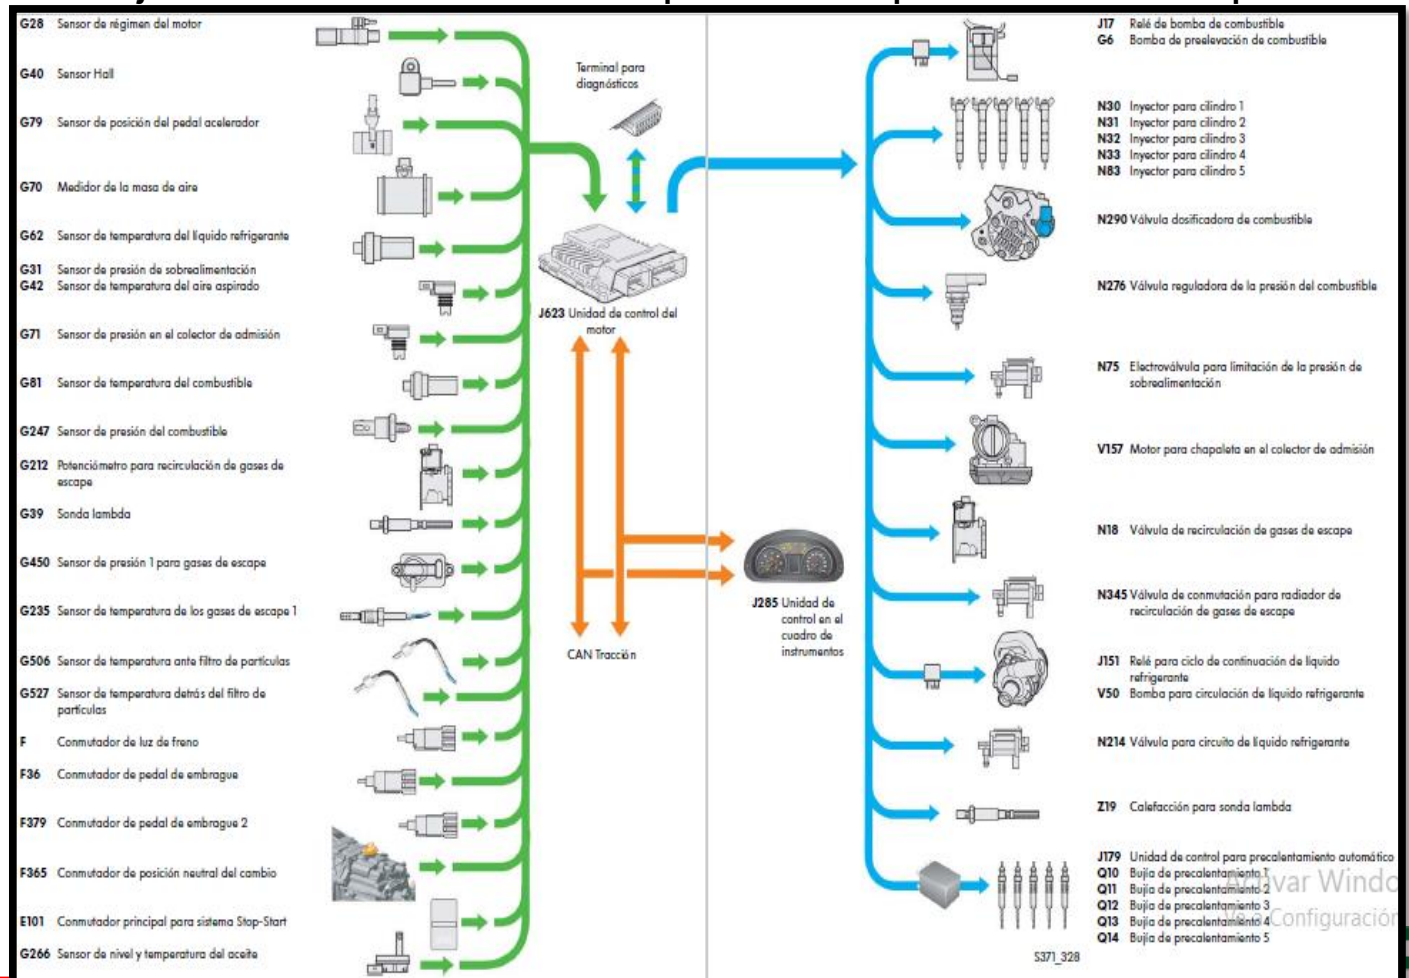 G28 Sensor de régimen del motor
G40 Sensor Hall
G79 Sensor de posición del pedal acelerador
G70 Medidor de la masa de aire
G62 Sensor de temperatura del líquido refrigerante
G31 Sensor de presión de sobrealimentación
G42 Sensor de temperatura del aire aspirado
G71 Sensor de presión en el colector de admisión
G81 Sensor de temperatura del combustible
G247 Sensor de presión del combustible
G212 Potenciómetro para recirculación de gases de
escape
G39 Sonda lambda
G450 Sensor de presión 1 para gases de escape
G235 Sensor de temperatura de los gases de escape 1
G506 Sensor de temperatura ante filtro de partículas
G527 Sensor de temperatura detrás del filtro de
partículas
F Conmutador de luz de freno
F36 Conmutador de pedal de embrague
F379 Conmutador de pedal de embrague 2
F365 Conmutador de posición neutral del cambio
E101 Conmutador principal para sistema Stop-Start
G266 Sensor de nivel y temperatura del aceite
Terminal para
diagnósticos
J623 Unidad de control del
motor
CAN Tracción
J285 Unidad de
control en el
cuadro de
instrumentos
J17 Relé de bomba de combustible
G6 Bomba de preelevación de combustible
N30 Inyector para cilindro 1
N31 Inyector para cilindro 2
N32 Inyector para cilindro 3
N33 Inyector para cilindro 4
N83 Inyector para cilindro 5
N290 Válvula dosificadora de combustible
N276 Válvula reguladora de la presión del combustible
N75 Electroválvula para limitación de la presión de
sobrealimentación
V157 Motor para chapaleta en el colector de admisión
N18 Válvula de recirculación de gases de escape
N345 Válvula de conmutación para radiador de
recirculación de gases de escape
J151 Relé para ciclo de continuación de líquido
refrigerante
V50 Bomba para circulación de líquido refrigerante
N214 Válvula para circuito de líquido refrigerante
Z19 Calefacción para sonda lambda
J179 Unidad de control para precalentamiento automático
Q10 Bujía de precalentamiento 1
Q11 Bujía de precalentamiento 2
Q12 Bujía de precalentamiento 3
Q13 Bujía de precalentamiento 4
Q14 Bujía de precalentamiento 5
S371_328
Activar Windo
Ve a Configuración